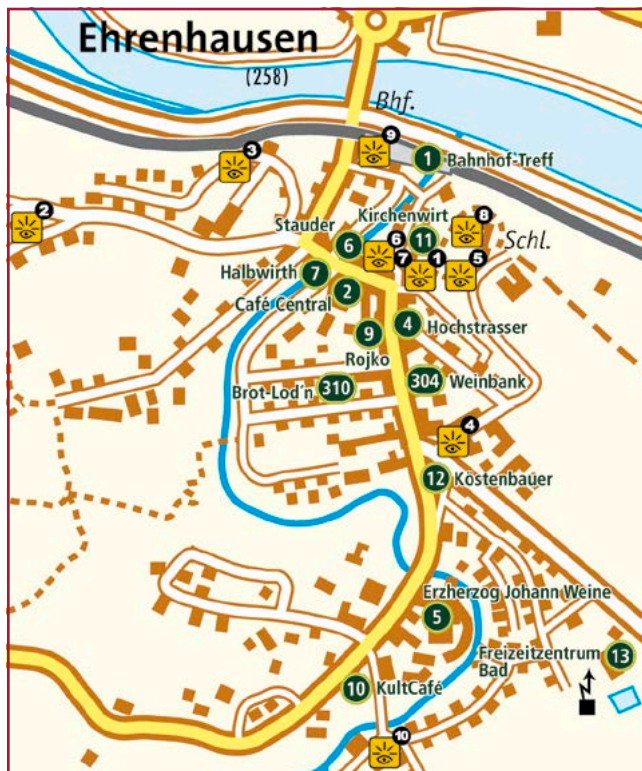 Ehrenhausen
(258)
Bhf.
9
3
1 Bahnhof-Treff
2
Stauder
Kirchenwirt
8
6
6
11
Schl.
Halbwirth 7
7
1
5
Café Central
2
4 Hochstrasser
9
Rojko
Brot-Lod´n 310
304 Weinbank
4
12 Köstenbauer
Erzherzog Johann Weine
5
Freizeitzentrum
Bad
13
10 KultCafé
10